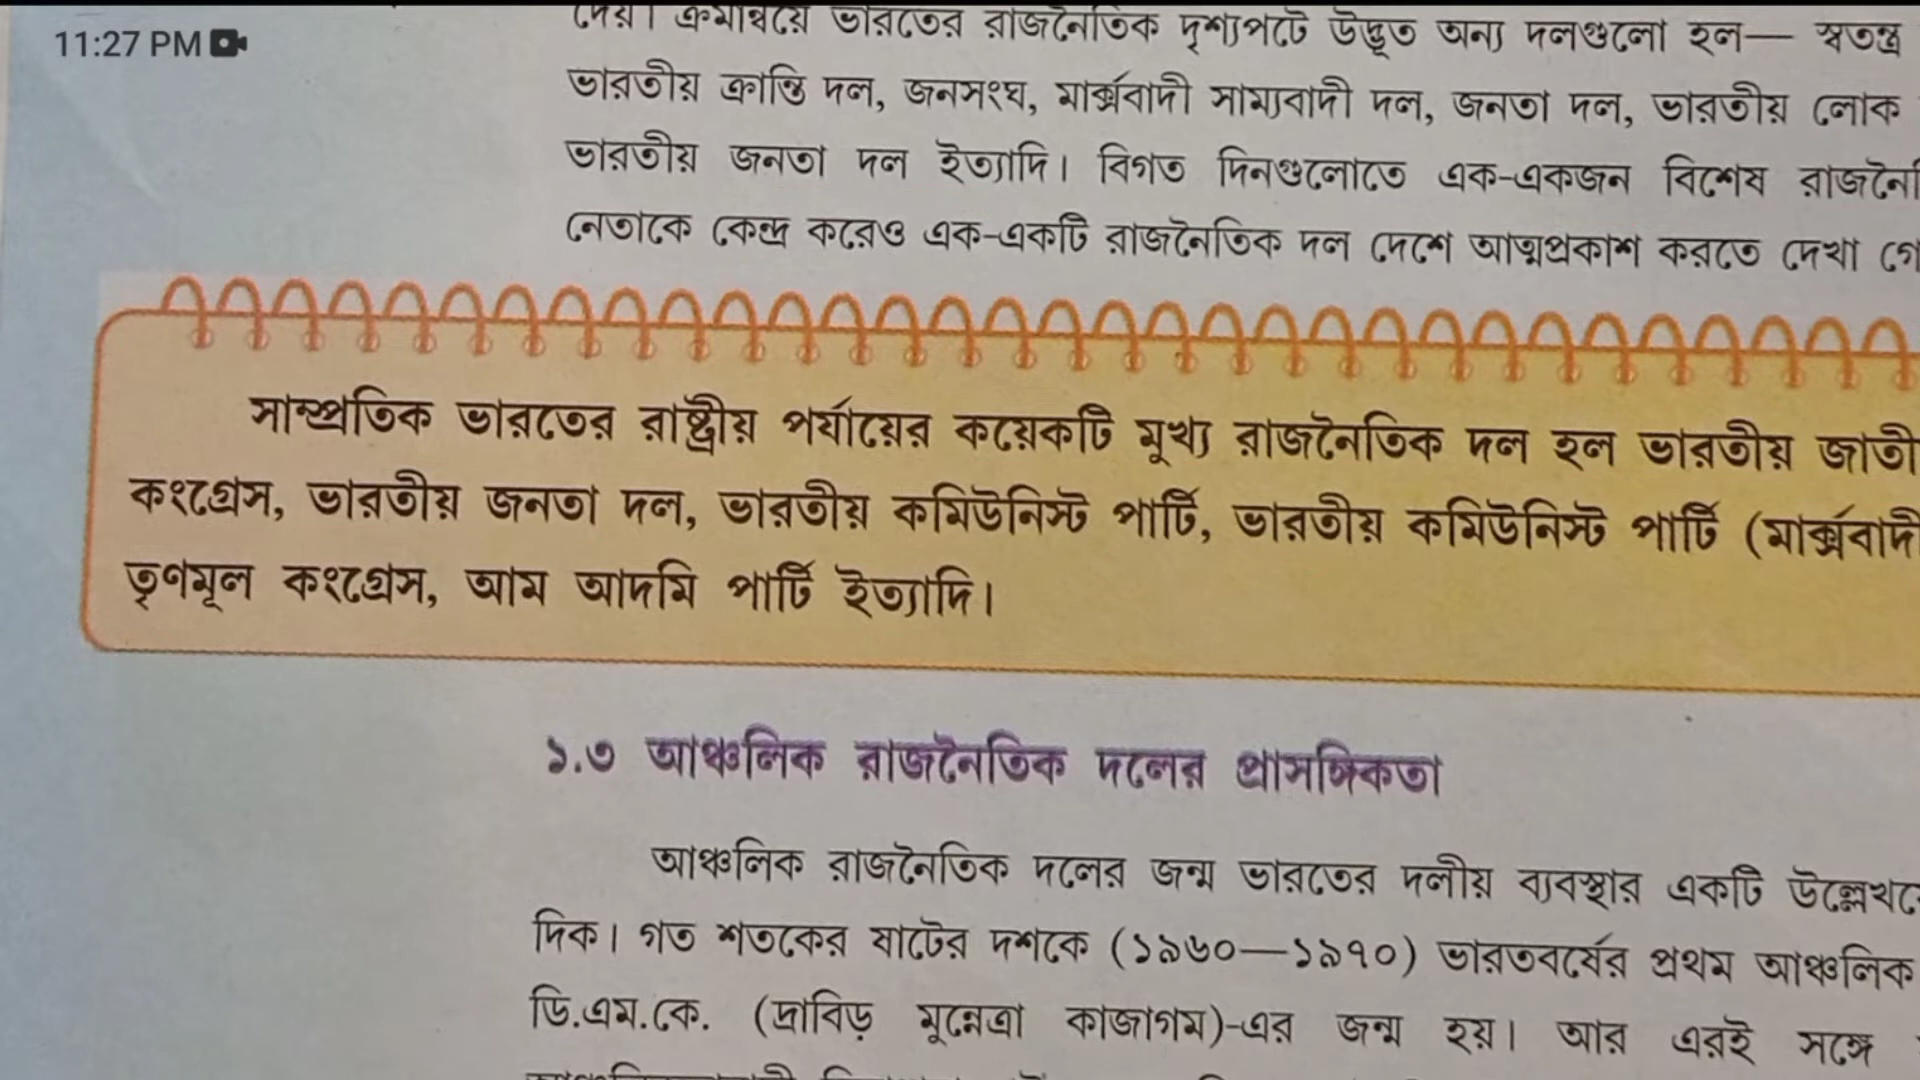 11:27 PM
দেয়। ক্রমান্বয়ে ভারতের রাজনৈতিক দৃশ্যপটে উদ্ভূত অন্য দলগুলো হল— স্বতন্ত্র
ভারতীয় ক্রান্তি দল, জনসংঘ, মার্ক্সবাদী সাম্যবাদী দল, জনতা দল, ভারতীয় লোক
ভারতীয় জনতা দল ইত্যাদি। বিগত দিনগুলোতে এক-একজন বিশেষ
নেতাকে কেন্দ্র করেও এক-একটি রাজনৈতিক দল দেশে আত্মপ্রকাশ করতে দেখা
সাম্প্রতিক ভারতের রাষ্ট্রীয় পর্যায়ের কয়েকটি মুখ্য রাজনৈতিক দল হল ভারতীয় জাতী
কংগ্রেস, ভারতীয় জনতা দল, ভারতীয় কমিউনিস্ট পার্টি, ভারতীয় কমিউনিস্ট পার্টি (মার্ক্সবাদী
তৃণমূল কংগ্রেস, আম আদমি পার্টি ইত্যাদি।
১.৩ আঞ্চলিক রাজনৈতিক দলের প্রাসঙ্গিকতা
আঞ্চলিক রাজনৈতিক দলের জন্ম ভারতের দলীয় ব্যবস্থার একটি
দিক। গত শতকের ষাটের দশকে (১৯৬০—১৯৭০) ভারতবর্ষের প্রথম আঞ্চলিক
ডি.এম.কে. (দ্রাবিড় মুন্নেত্রা কাজাগম)-এর জন্ম হয়। আর এরই সঙ্গে